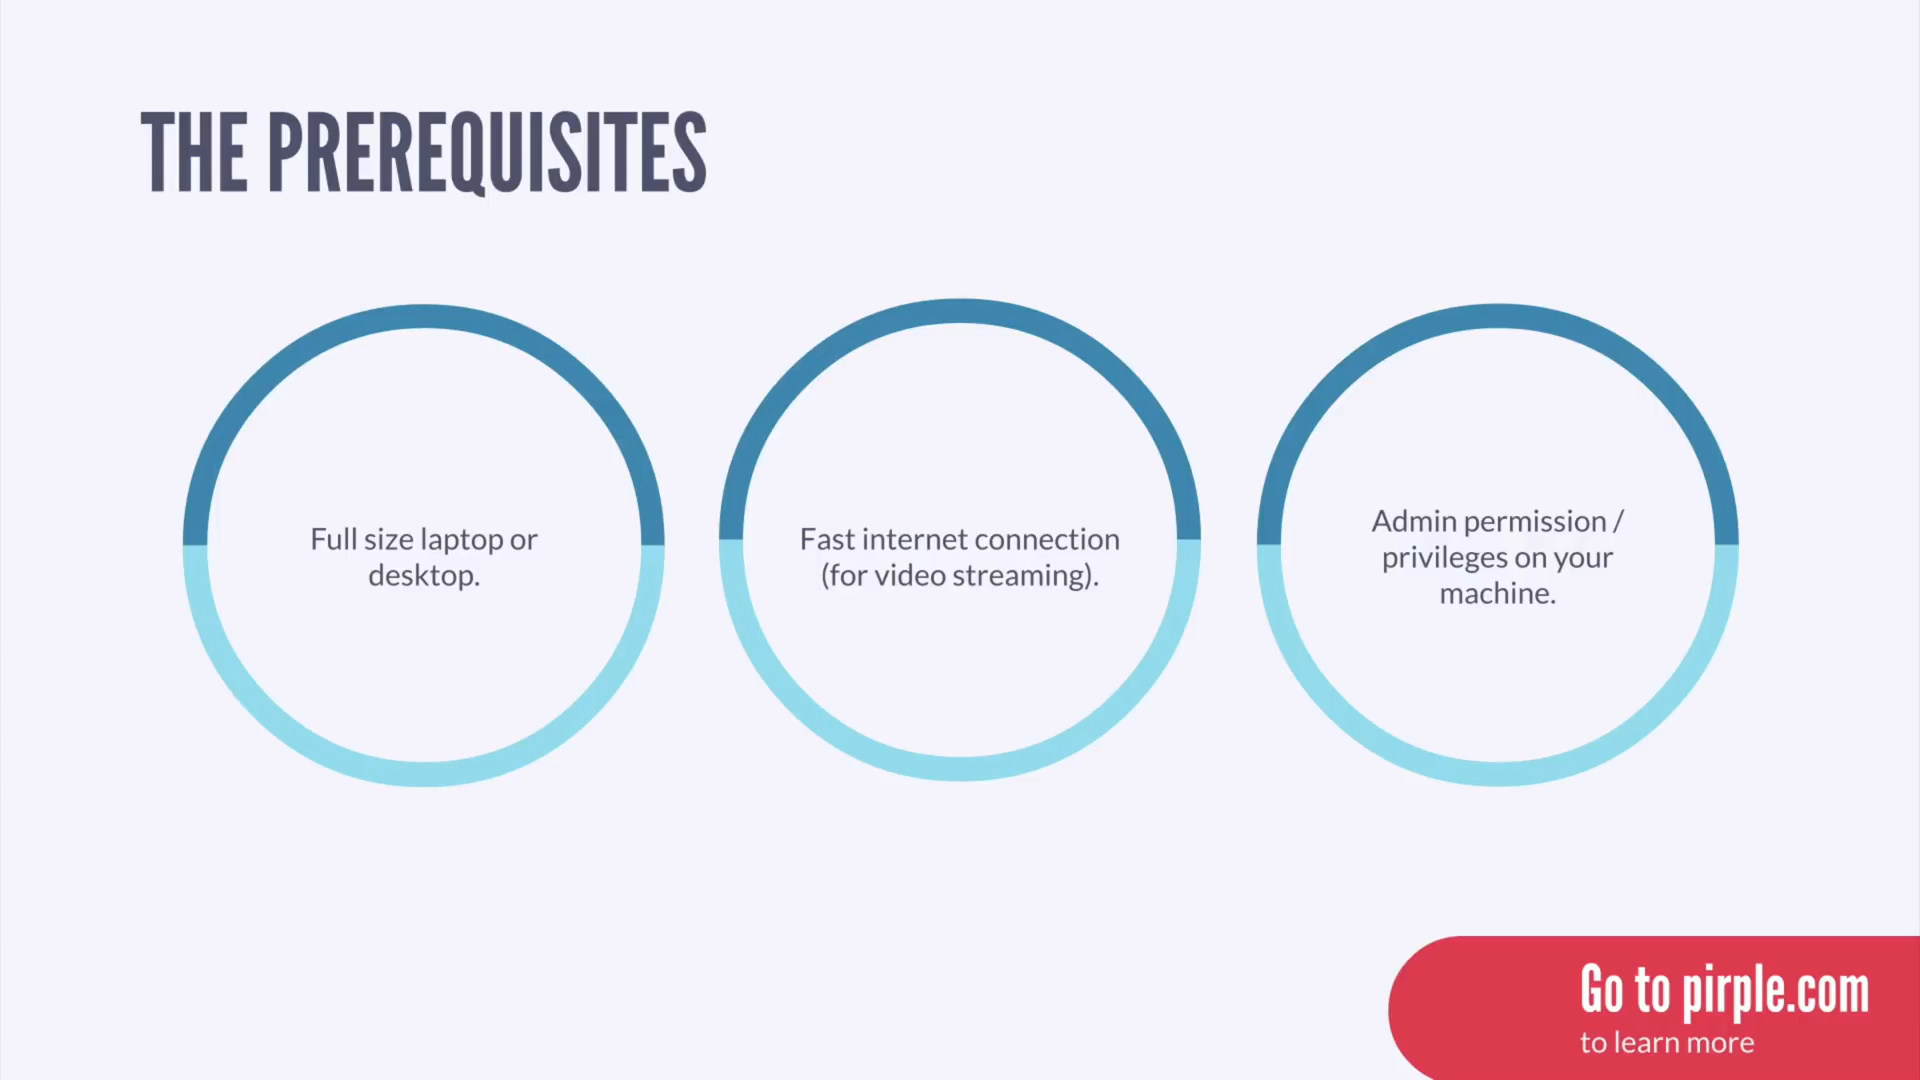 THE PREREQUISITES
Full size laptop or
desktop.
Fast internet connection
(for video streaming).
Admin permission /
privileges on your
machine.
Go to pirple.com
to learn more